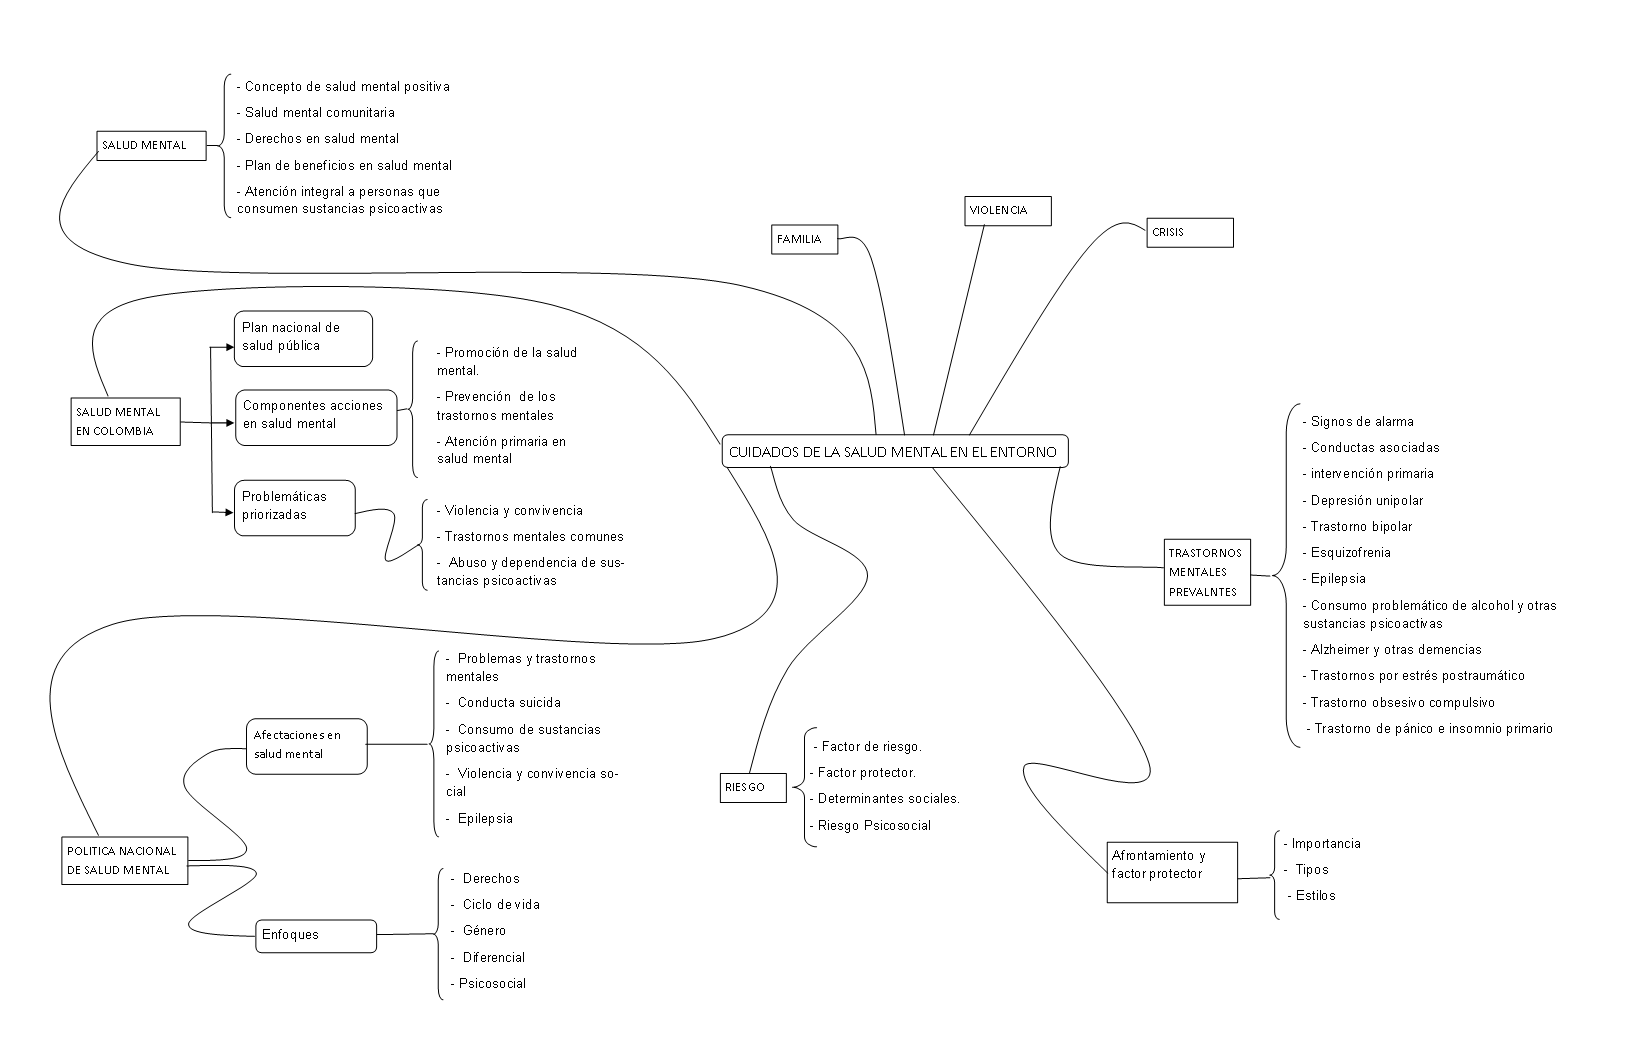 SALUD MENTAL
- Concepto de salud mental positiva
- Salud mental comunitaria
- Derechos en salud mental
- Plan de beneficios en salud mental
- Atención integral a personas que
consumen sustancias psicoactivas
FAMILIA
VIOLENCIA
CRISIS
SALUD MENTAL
EN COLOMBIA
Plan nacional de
salud pública
Componentes acciones
en salud mental
- Promoción de la salud
mental.
- Prevención  de los
trastornos mentales
- Atención primaria en
salud mental
Problemáticas
priorizadas
- Violencia y convivencia
- Trastornos mentales comunes
-  Abuso y dependencia de sus-
tancias psicoactivas
CUIDADOS DE LA SALUD MENTAL EN EL ENTORNO
TRASTORNOS
MENTALES
PREVALNTES
- Signos de alarma
- Conductas asociadas
- intervención primaria
- Depresión unipolar
- Trastorno bipolar
- Esquizofrenia
- Epilepsia
- Consumo problemático de alcohol y otras
sustancias psicoactivas
- Alzheimer y otras demencias
- Trastornos por estrés postraumático
- Trastorno obsesivo compulsivo
- Trastorno de pánico e insomnio primario
POLITICA NACIONAL
DE SALUD MENTAL
Afectaciones en
salud mental
-  Problemas y trastornos
mentales
-  Conducta suicida
-  Consumo de sustancias
psicoactivas
-  Violencia y convivencia so-
cial
-  Epilepsia
Enfoques
-  Derechos
-  Ciclo de vida
-  Género
-  Diferencial
- Psicosocial
RIESGO
- Factor de riesgo.
- Factor protector.
- Determinantes sociales.
- Riesgo Psicosocial
Afrontamiento y
factor protector
- Importancia
-  Tipos
- Estilos